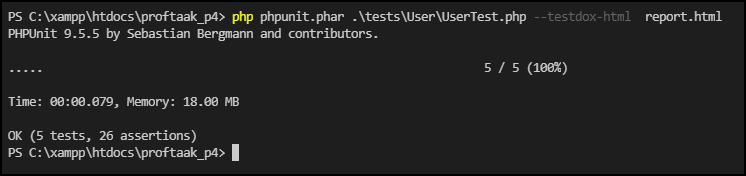 PS C:\xampp\htdocs\proftaak_p4> php phpunit.phar .\tests\User\UserTest.php --testdox-html report.html
PHPUnit 9.5.5 by Sebastian Bergmann and contributors.
..... 5 / 5 (100%)
Time: 00:00.079, Memory: 18.00 MB
OK (5 tests, 26 assertions)
PS C:\xampp\htdocs\proftaak_p4>